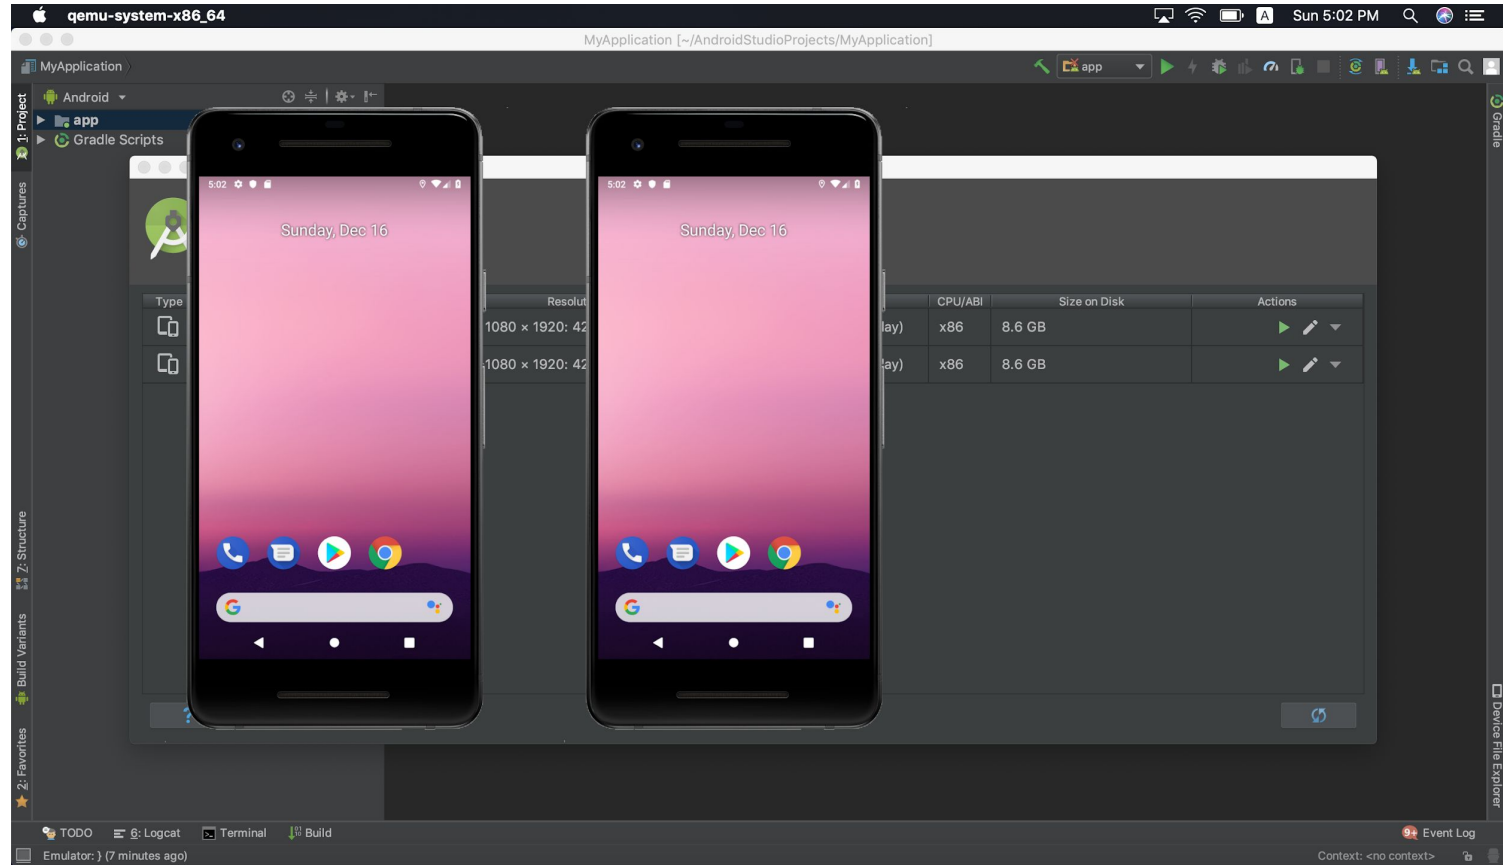 qemu-system-x86_64
A
Sun 5:02 PM
MyApplication [~/AndroidStudioProjects/MyApplication]
MyApplication
app
1: Project
Android
app
Gradle Scripts
Gradle
Captures
5:02
Sunday, Dec 16
5:02
Sunday, Dec 16
Type
Resolut
CPU/ABI
Size on Disk
Actions
1080 × 1920: 42
lay)
x86
8.6 GB
1080 × 1920: 42
ay)
x86
8.6 GB
G
G
?
Z: Structure
Build Variants
2: Favorites
Device File Explorer
TODO
6: Logcat
Terminal
Build
9+
Event Log
Emulator: } (7 minutes ago)
Context: <no context>